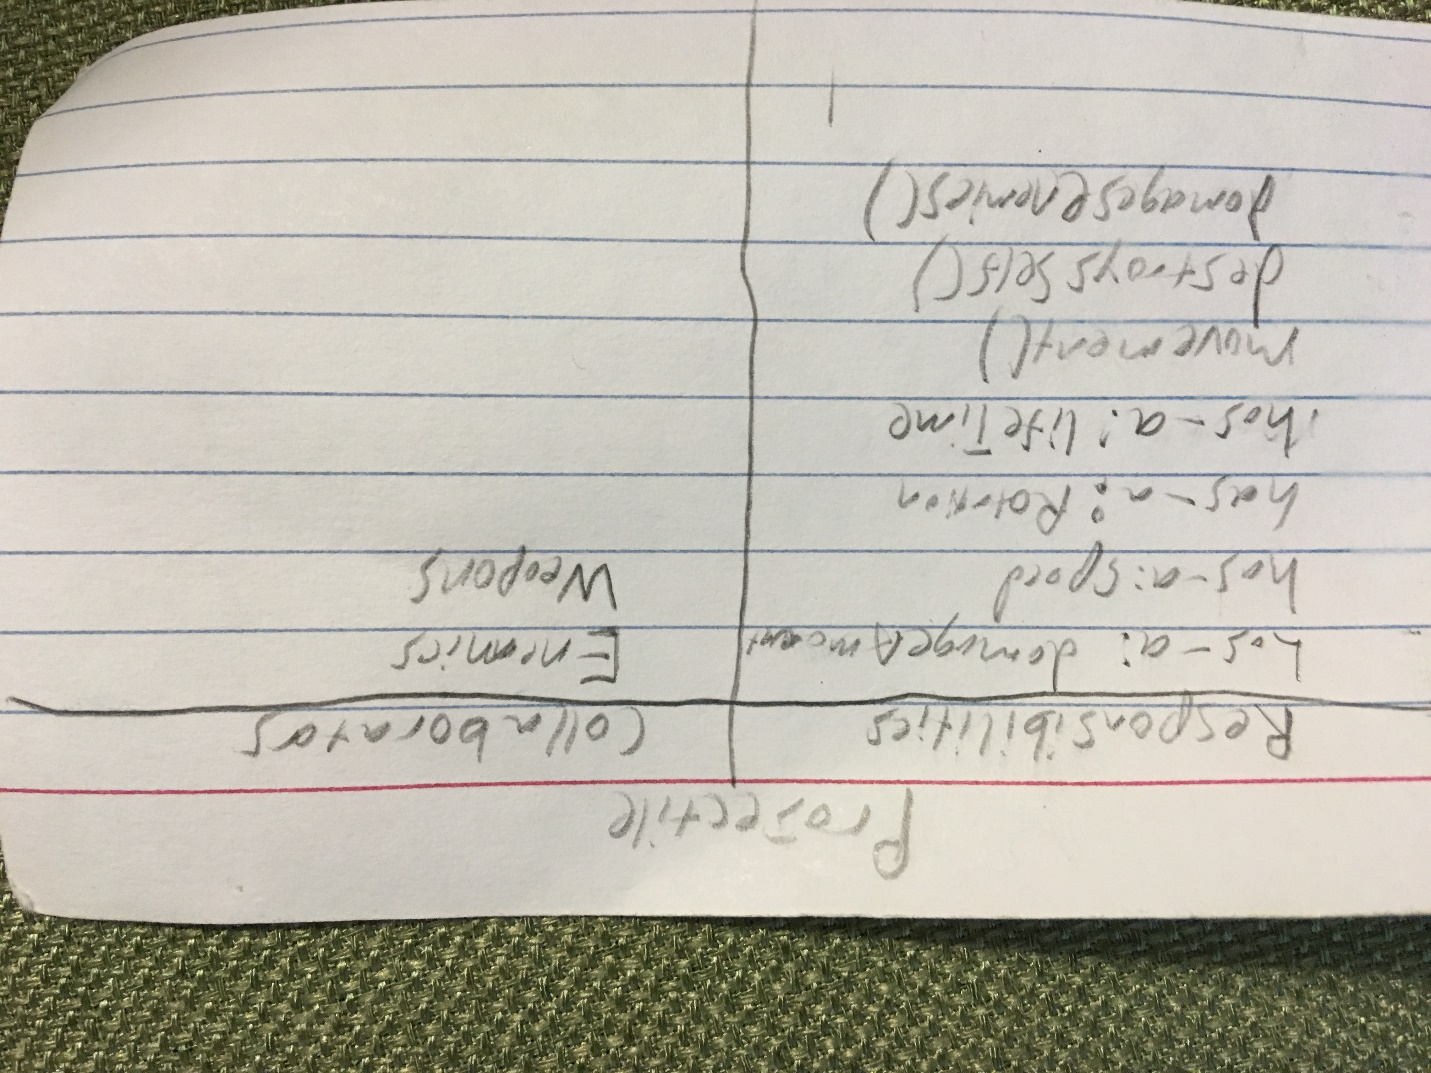 Projectile
Responsibilities Collaborators
has-a: damageAmount Enemies
has-a: speed Weapons
has-a: Rotation
has-a: lifeTime
movement()
destroysSelf()
damagesEnemies()